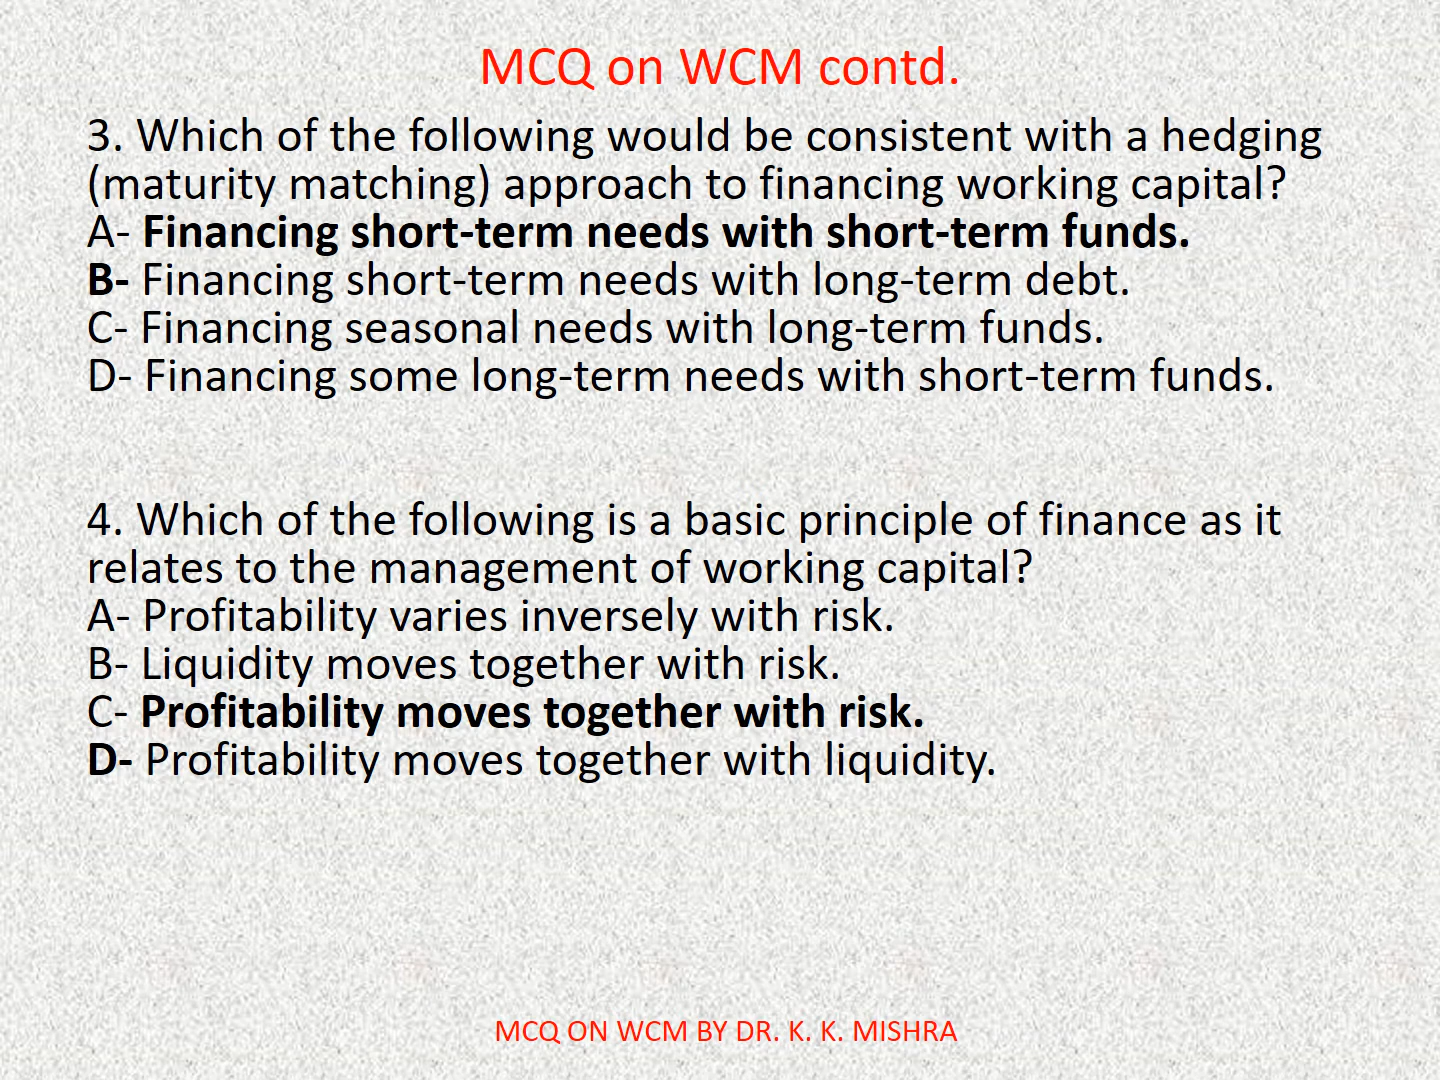 MCQ on WCM contd.
3. Which of the following would be consistent with a hedging
(maturity matching) approach to financing working capital?
A- Financing short-term needs with short-term funds.
B- Financing short-term needs with long-term debt.
C- Financing seasonal needs with long-term funds.
D- Financing some long-term needs with short-term funds.
4. Which of the following is a basic principle of finance as it
relates to the management of working capital?
A- Profitability varies inversely with risk.
B- Liquidity moves together with risk.
C- Profitability moves together with risk.
D- Profitability moves together with liquidity.
MCQ ON WCM BY DR. K. K. MISHRA